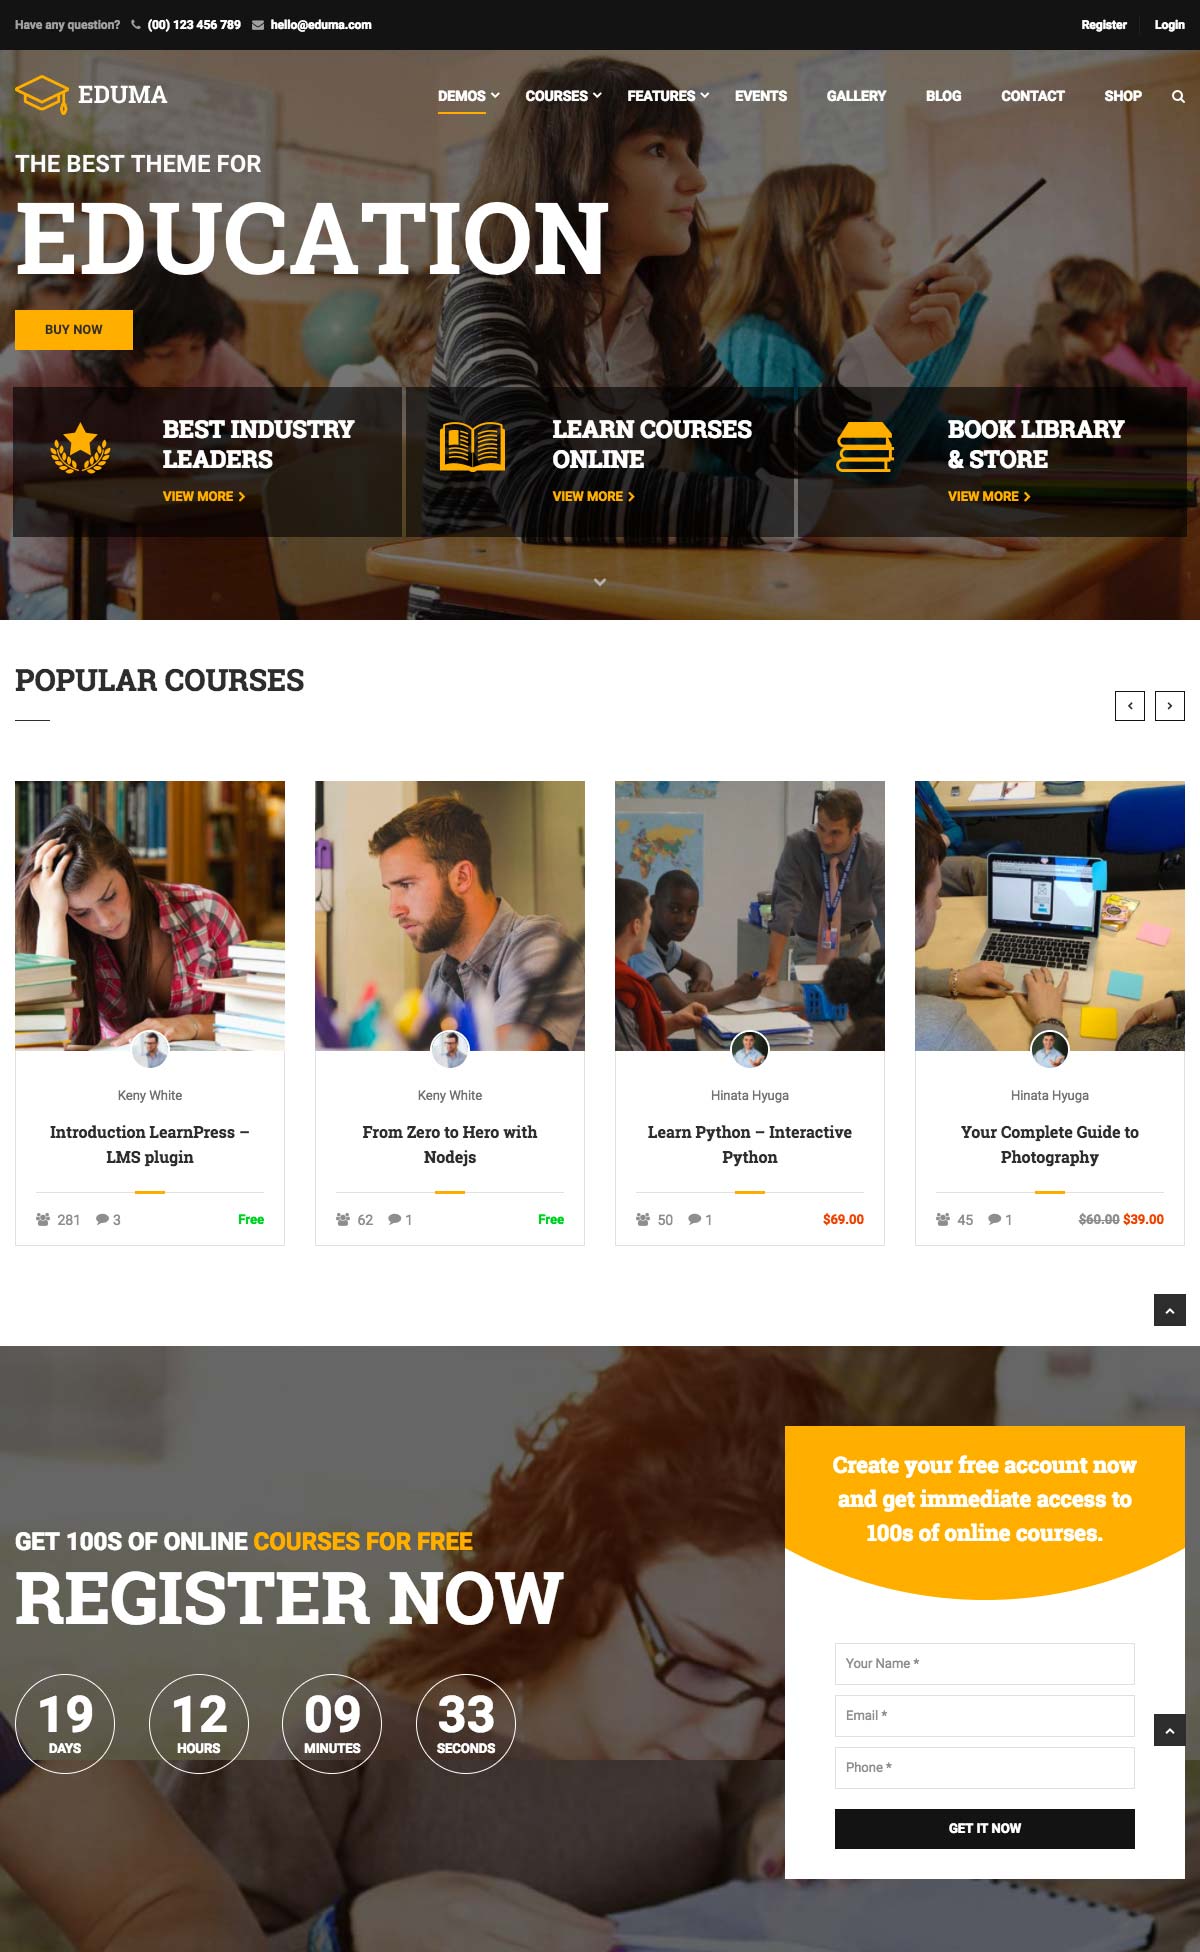 Have any question? (00) 123 456 789 hello@eduma.com Register Login
EDUMA DEMOS COURSES FEATURES EVENTS GALLERY BLOG CONTACT SHOP
THE BEST THEME FOR
EDUCATION
BUY NOW
BEST INDUSTRY
LEADERS
VIEW MORE
LEARN COURSES
ONLINE
VIEW MORE
BOOK LIBRARY
& STORE
VIEW MORE
POPULAR COURSES
Keny White
Introduction LearnPress –
LMS plugin
281 3 Free
Keny White
From Zero to Hero with
Nodejs
62 1 Free
Hinata Hyuga
Learn Python – Interactive
Python
50 1 $69.00
Hinata Hyuga
Your Complete Guide to
Photography
45 1 $60.00 $39.00
GET 100S OF ONLINE COURSES FOR FREE
REGISTER NOW
19 12 09 33
DAYS HOURS MINUTES SECONDS
Create your free account now
and get immediate access to
100s of online courses.
Your Name *
Email *
Phone *
GET IT NOW